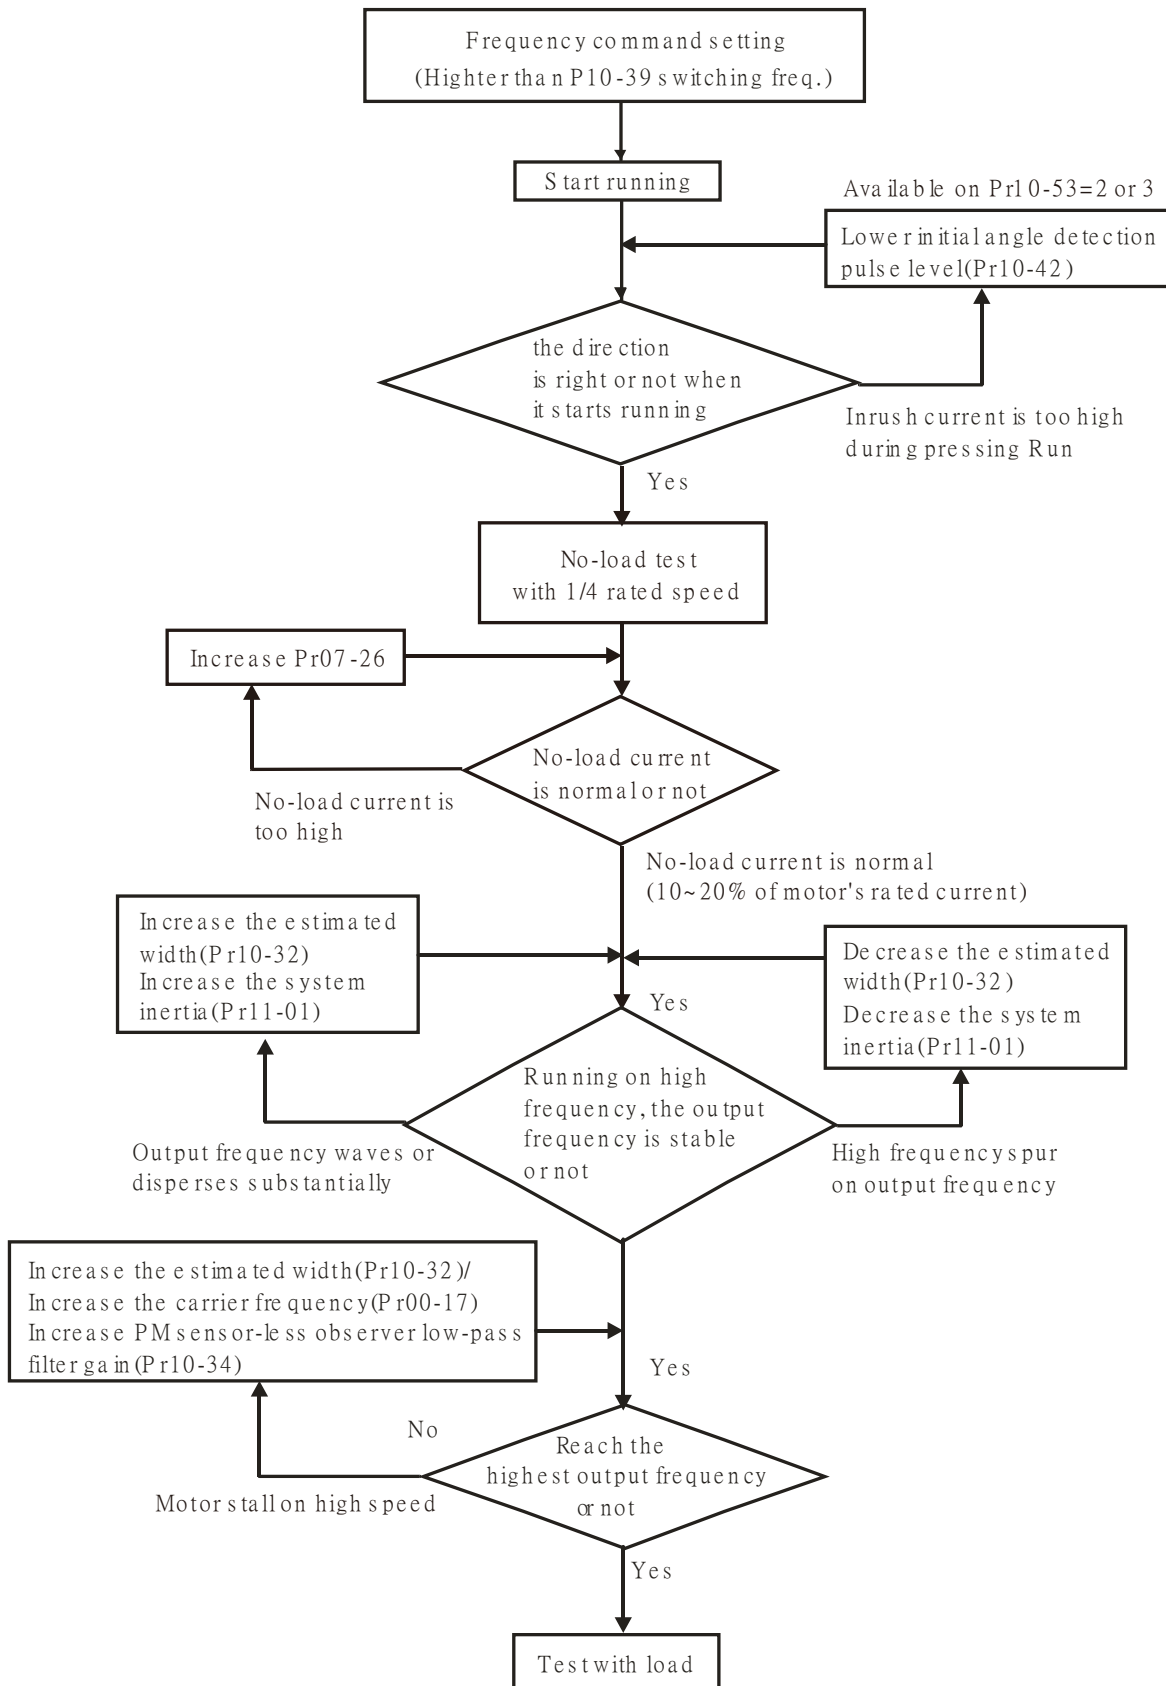 Frequency command setting
(Highter than P10-39 switching freq.)
Start running
Available on Pr10-53=2 or 3
Lower initial angle detection
pulse level(Pr10-42)
the direction
is right or not when
it starts running
Inrush current is too high
during pressing Run
Yes
No-load test
with 1/4 rated speed
Increase Pr07-26
No-load current
is normal or not
No-load current is
too high
No-load current is normal
(10~20% of motor's rated current)
Increase the estimated
width(Pr10-32)
Increase the system
inertia(Pr11-01)
Decrease the estimated
width(Pr10-32)
Decrease the system
inertia(Pr11-01)
Yes
Running on high
frequency, the output
frequency is stable
or not
Output frequency waves or
disperses substantially
High frequency spur
on output frequency
Increase the estimated width(Pr10-32)/
Increase the carrier frequency(Pr00-17)
Increase PM sensor-less observer low-pass
filter gain(Pr10-34)
Yes
No
Reach the
highest output frequency
or not
Motor stall on high speed
Yes
Test with load